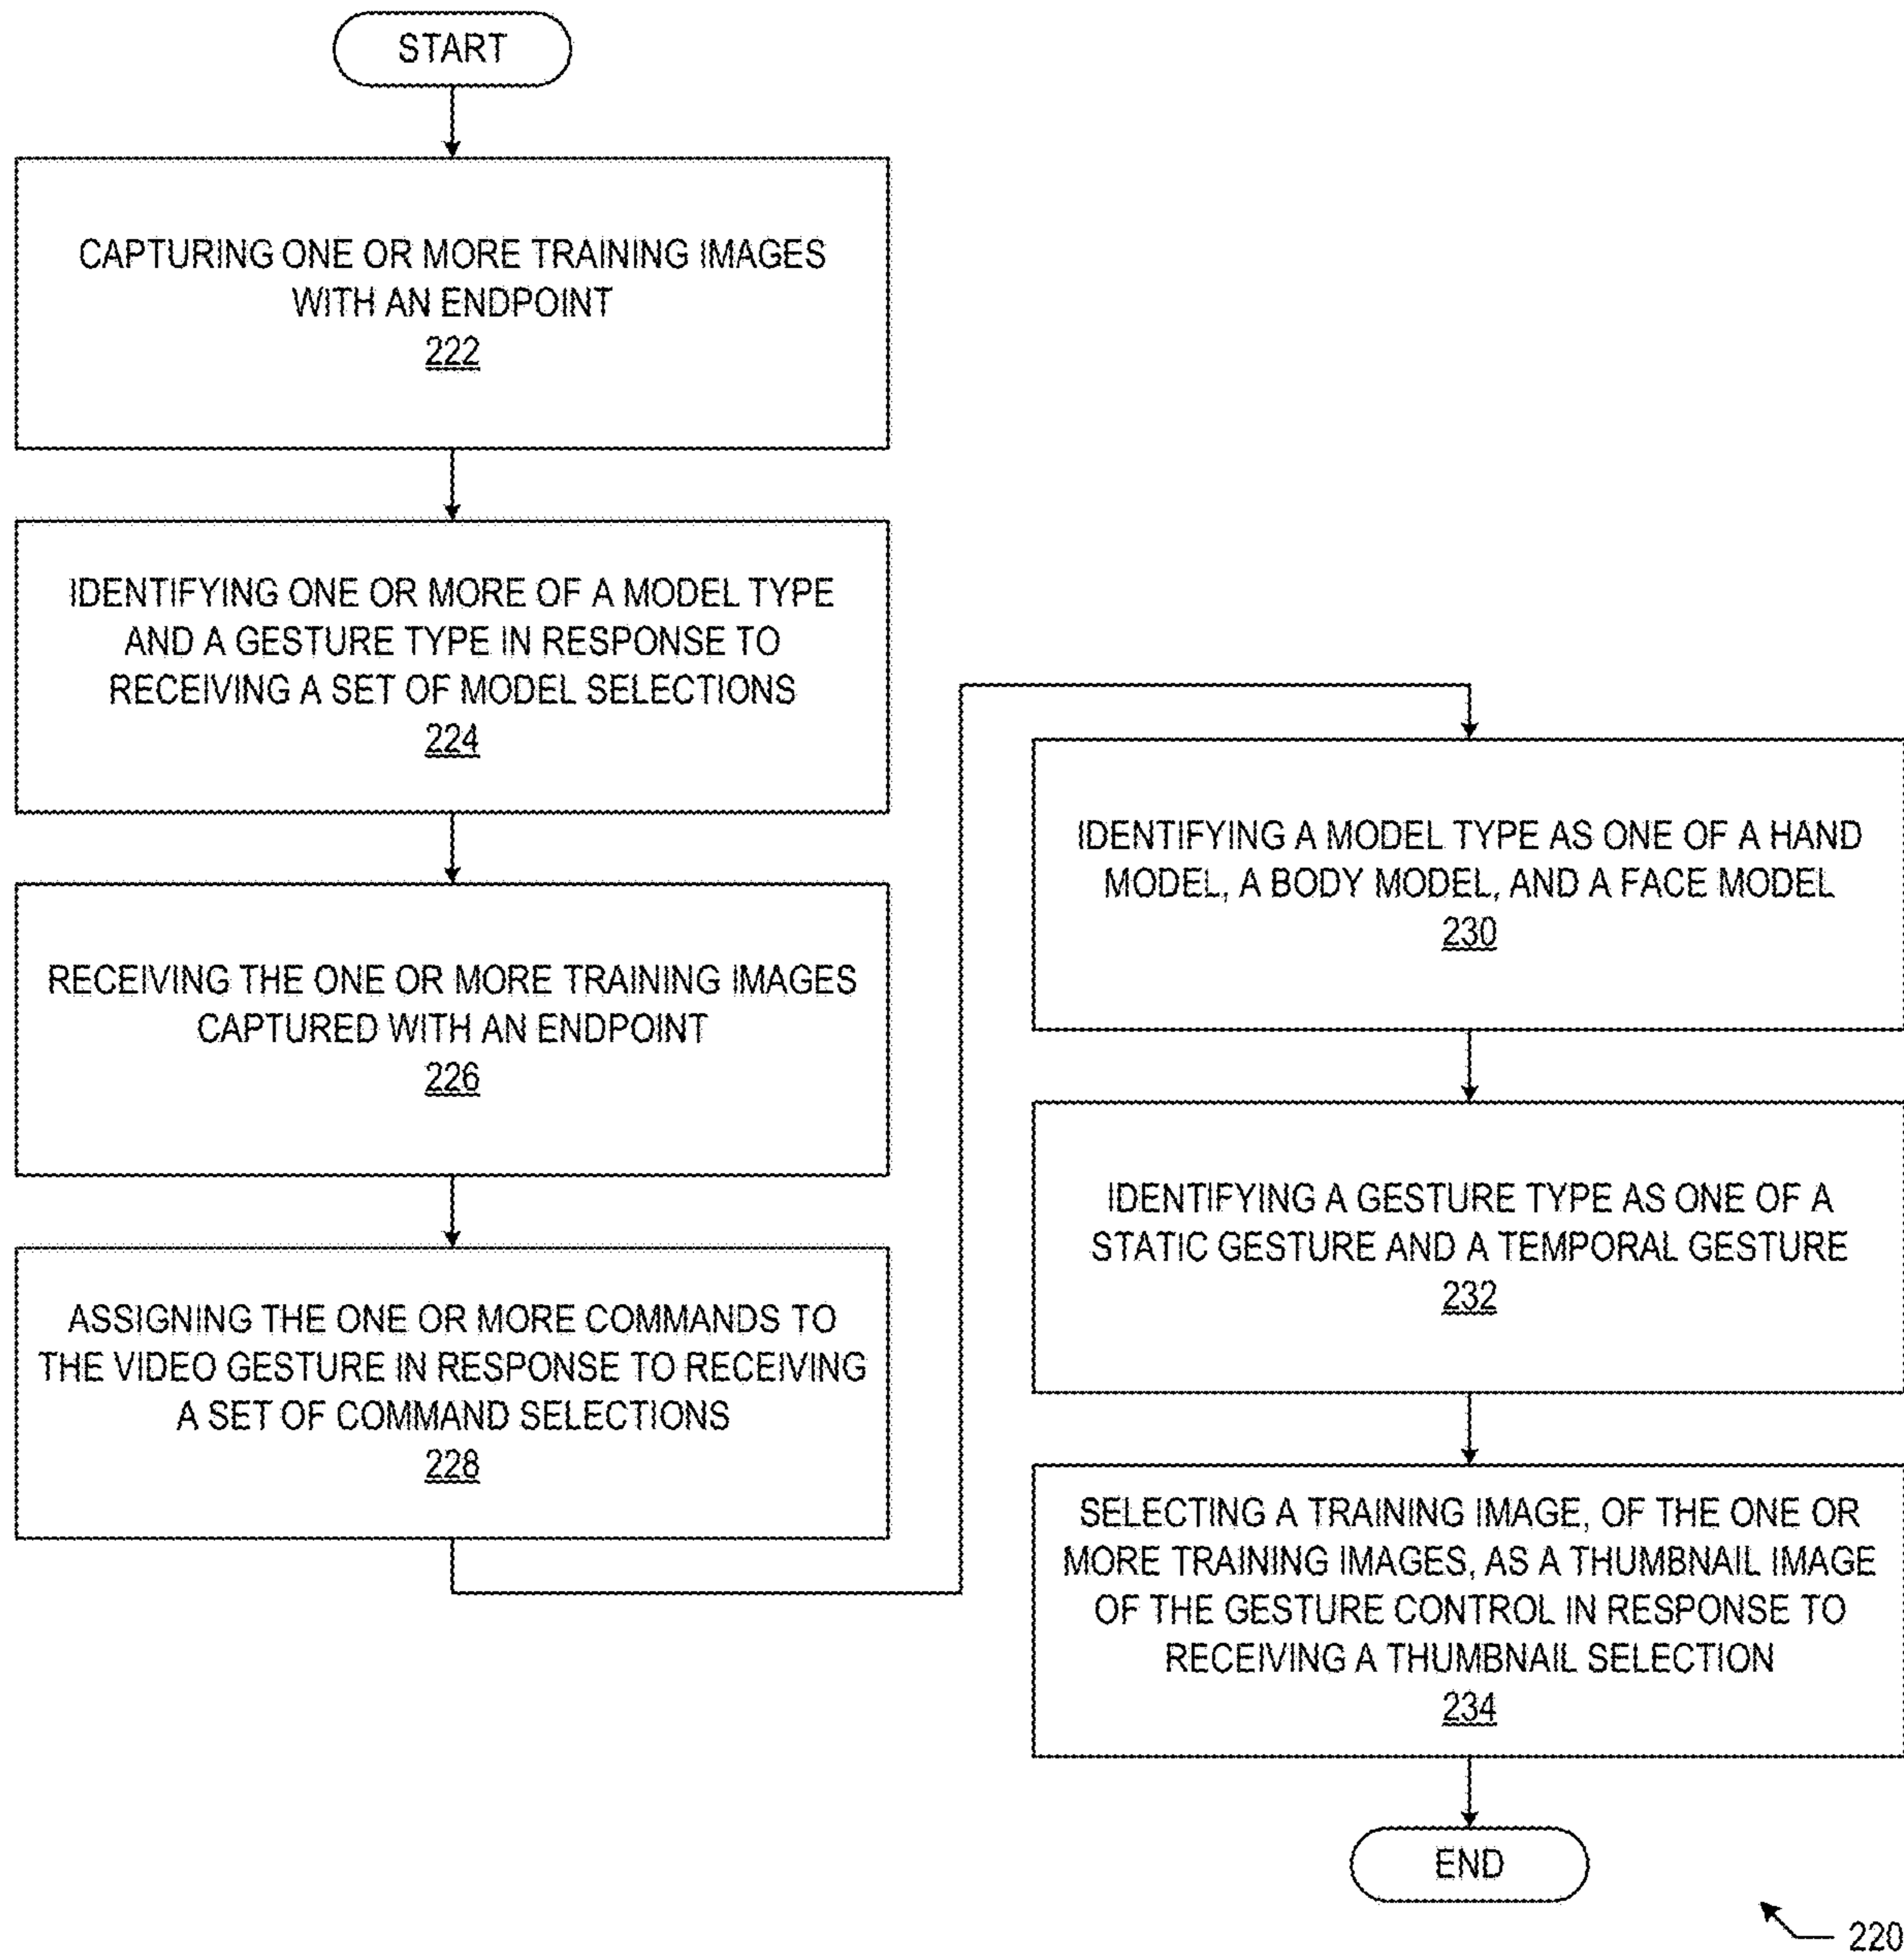 START
CAPTURING ONE OR MORE TRAINING IMAGES
WITH AN ENDPOINT
222
IDENTIFYING ONE OR MORE OF A MODEL TYPE
AND A GESTURE TYPE IN RESPONSE TO
RECEIVING A SET OF MODEL SELECTIONS
224
RECEIVING THE ONE OR MORE TRAINING IMAGES
CAPTURED WITH AN ENDPOINT
226
ASSIGNING THE ONE OR MORE COMMANDS TO
THE VIDEO GESTURE IN RESPONSE TO RECEIVING
A SET OF COMMAND SELECTIONS
228
IDENTIFYING A MODEL TYPE AS ONE OF A HAND
MODEL, A BODY MODEL, AND A FACE MODEL
230
IDENTIFYING A GESTURE TYPE AS ONE OF A
STATIC GESTURE AND A TEMPORAL GESTURE
232
SELECTING A TRAINING IMAGE, OF THE ONE OR
MORE TRAINING IMAGES, AS A THUMBNAIL IMAGE
OF THE GESTURE CONTROL IN RESPONSE TO
RECEIVING A THUMBNAIL SELECTION
234
END
220